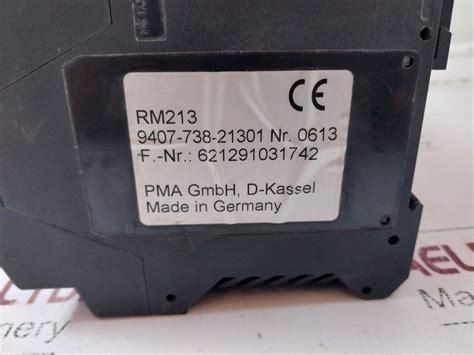 CE
RM213
9407-738-21301 Nr. 0613
F.-Nr.: 621291031742
PMA GmbH, D-Kassel
Made in Germany